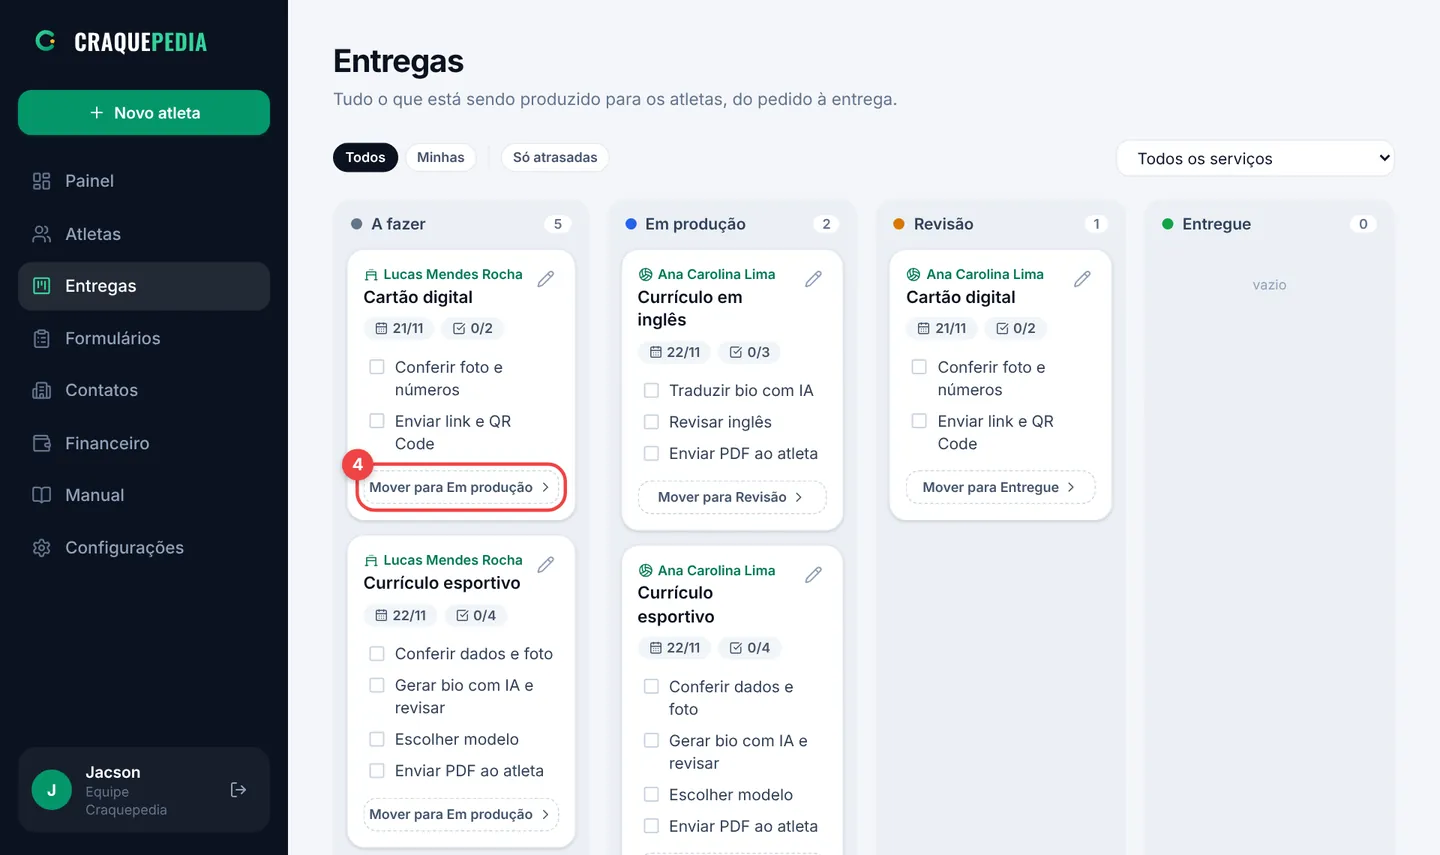 CRAQUEPEDIA
+ Novo atleta
Painel
Atletas
Entregas
Formulários
Contatos
Financeiro
Manual
Configurações
J
Jacson
Equipe
Craquepedia
Entregas
Tudo o que está sendo produzido para os atletas, do pedido à entrega.
Todos
Minhas
Só atrasadas
Todos os serviços
A fazer
5
Lucas Mendes Rocha
Cartão digital
21/11
0/2
Conferir foto e
números
Enviar link e QR
Code
4
Mover para Em produção
Lucas Mendes Rocha
Currículo esportivo
22/11
0/4
Conferir dados e foto
Gerar bio com IA e
revisar
Escolher modelo
Enviar PDF ao atleta
Mover para Em produção
Em produção
2
Ana Carolina Lima
Currículo em
inglês
22/11
0/3
Traduzir bio com IA
Revisar inglês
Enviar PDF ao atleta
Mover para Revisão
Ana Carolina Lima
Currículo
esportivo
22/11
0/4
Conferir dados e
foto
Gerar bio com IA e
revisar
Escolher modelo
Enviar PDF ao atleta
Revisão
1
Ana Carolina Lima
Cartão digital
21/11
0/2
Conferir foto e
números
Enviar link e QR
Code
Mover para Entregue
Entregue
0
vazio